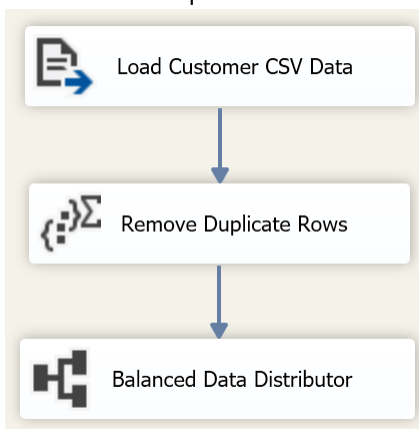 Load Customer CSV Data
Remove Duplicate Rows
Balanced Data Distributor